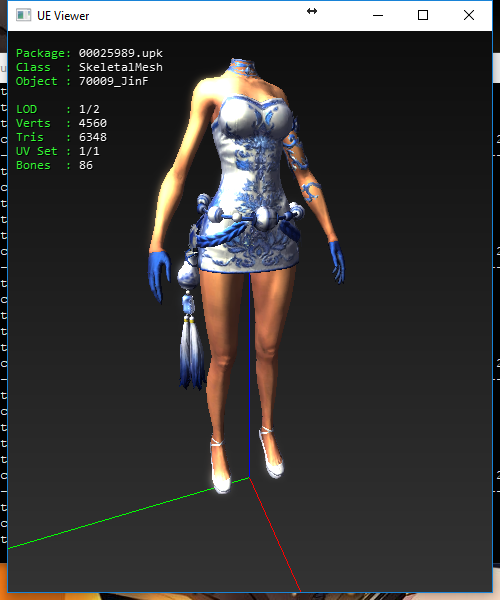 UE Viewer
Package: 00025989.upk
Class  : SkeletalMesh
Object : 70009_JinF
LOD    : 1/2
Verts  : 4560
Tris   : 6348
UV Set : 1/1
Bones  : 86